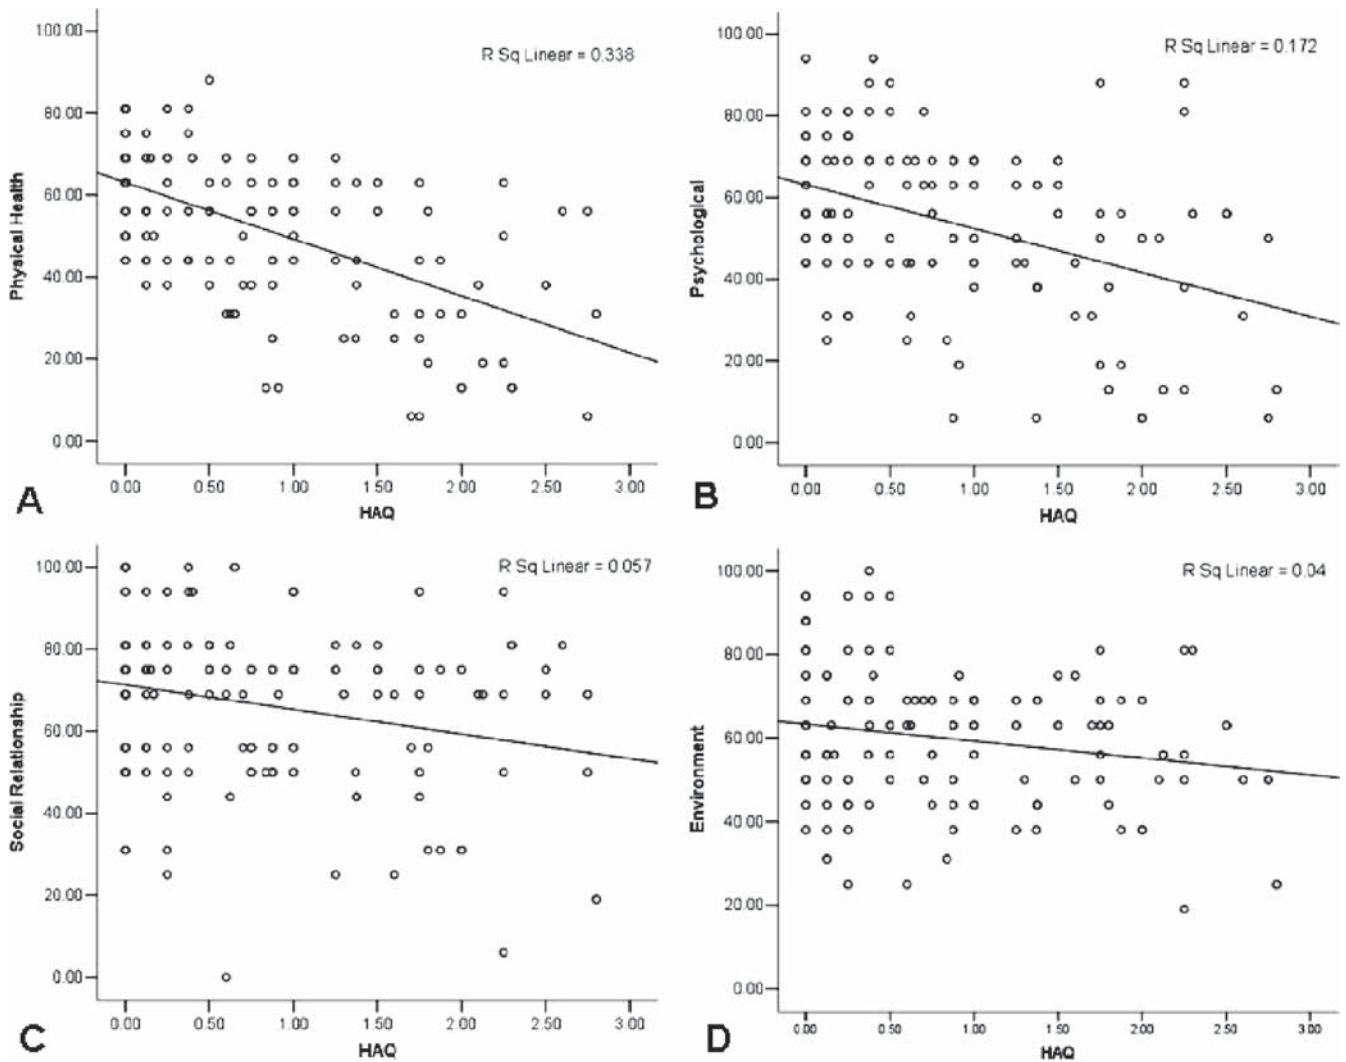 100.00
80.00
60.00
40.00
20.00
0.00
Physical Health
R Sq Linear = 0.338
0.00 0.50 1.00 1.50 2.00 2.50 3.00
HAQ
A
100.00
80.00
60.00
40.00
20.00
0.00
Psychological
R Sq Linear = 0.172
0.00 0.50 1.00 1.50 2.00 2.50 3.00
HAQ
B
100.00
80.00
60.00
40.00
20.00
0.00
Social Relationship
R Sq Linear = 0.057
0.00 0.50 1.00 1.50 2.00 2.50 3.00
HAQ
C
100.00
80.00
60.00
40.00
20.00
0.00
Environment
R Sq Linear = 0.04
0.00 0.50 1.00 1.50 2.00 2.50 3.00
HAQ
D